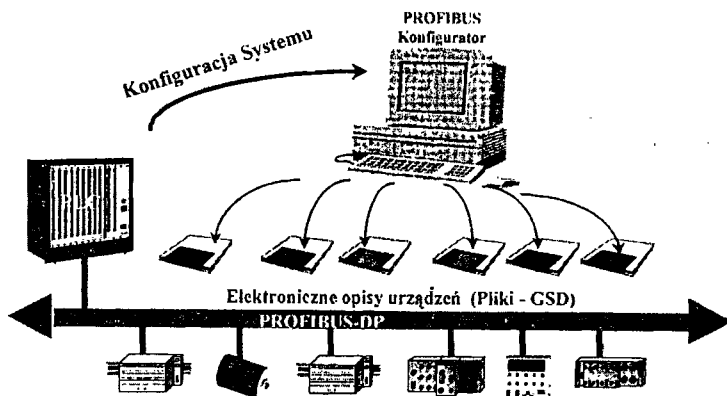 PROFIBUS
Konfigurator
Konfiguracja Systemu
Elektroniczne opisy urządzeń (Pliki - GSD)
PROFIBUS-DP